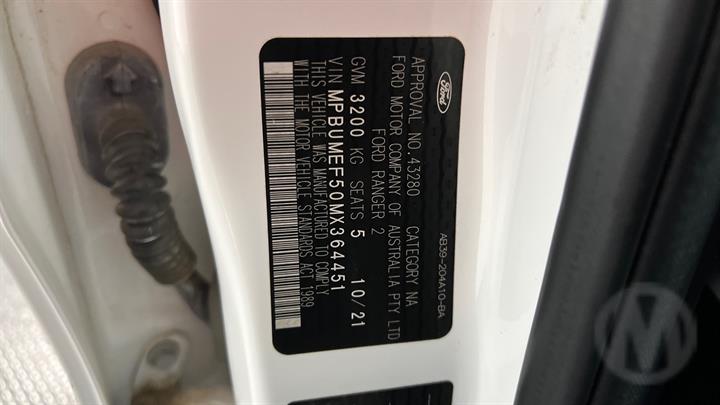 Ford
AB39-204A10-BA
APPROVAL NO. 43280 CATEGORY NA
FORD MOTOR COMPANY OF AUSTRALIA PTY LTD
FORD RANGER 2
10/21
GVM 3200 KG SEATS 5
VIN MPBUMEF50MX364451
THIS VEHICLE WAS MANUFACTURED TO COMPLY
WITH THE MOTOR VEHICLE STANDARDS ACT 1989
M